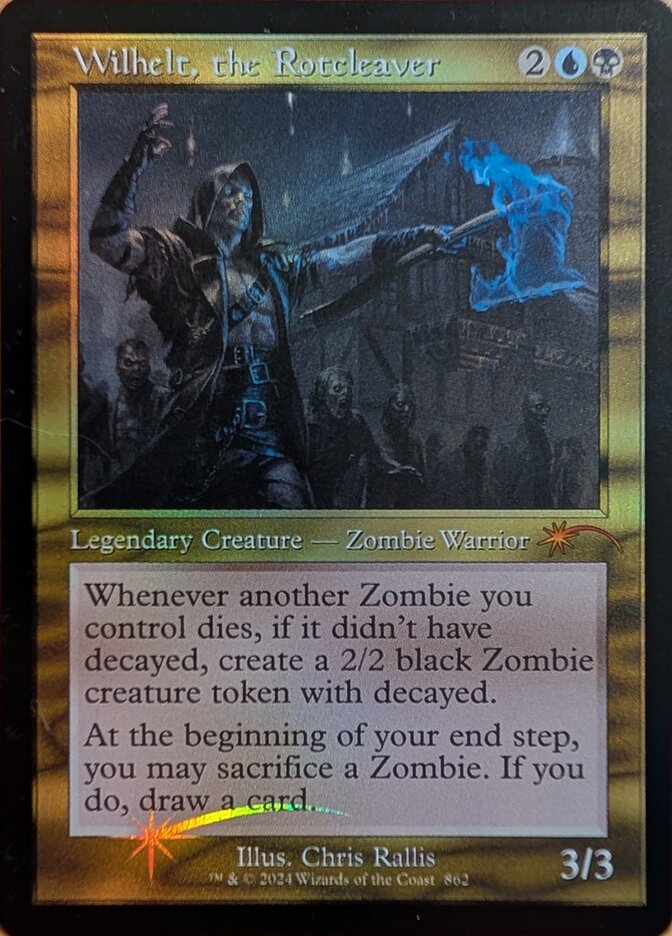 Wilhelt, the Rotcleaver 2
Legendary Creature — Zombie Warrior
Whenever another Zombie you
control dies, if it didn't have
decayed, create a 2/2 black Zombie
creature token with decayed.
At the beginning of your end step,
you may sacrifice a Zombie. If you
do, draw a card.
Illus. Chris Rallis
3/3
™ & © 2024 Wizards of the Coast 862